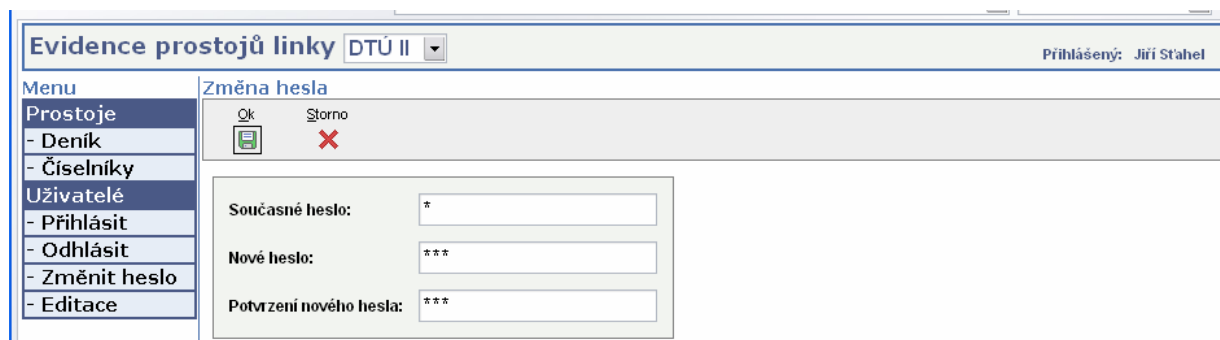 Evidence prostojů linky DTÚ II
Přihlášený: Jiří Sťahel
Menu
Prostoje
- Deník
- Číselníky
Uživatelé
- Přihlásit
- Odhlásit
- Změnit heslo
- Editace
Změna hesla
Ok Storno
Současné heslo: *
Nové heslo: ***
Potvrzení nového hesla: ***